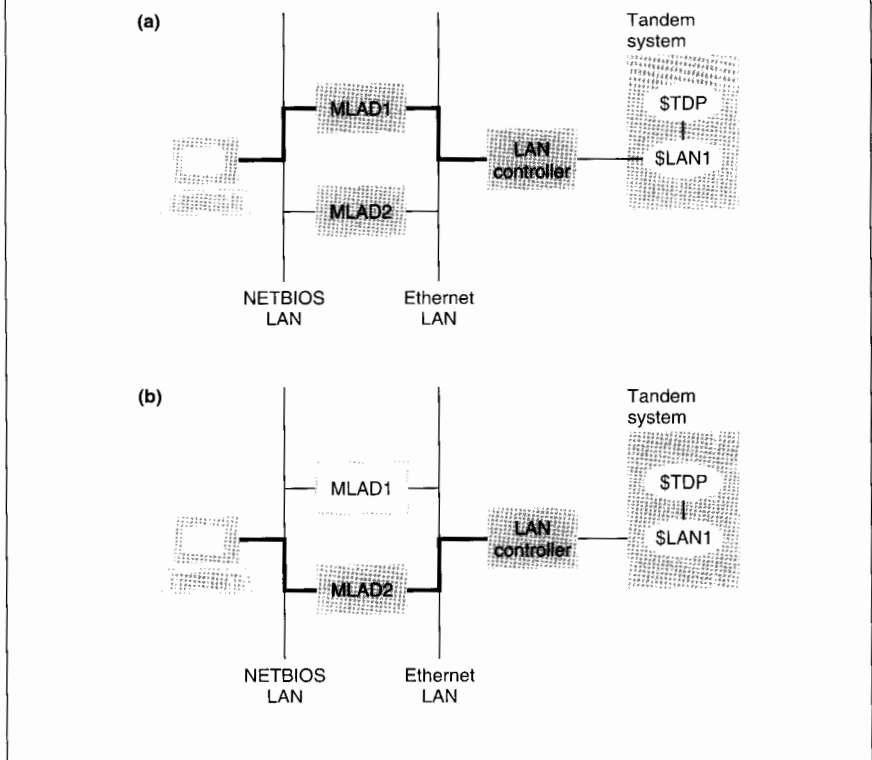 (a)
Tandem
system
MLAD1
$TDP
LAN
controller
$LAN1
MLAD2
NETBIOS
LAN
Ethernet
LAN
(b)
Tandem
system
MLAD1
$TDP
LAN
controller
$LAN1
MLAD2
NETBIOS
LAN
Ethernet
LAN